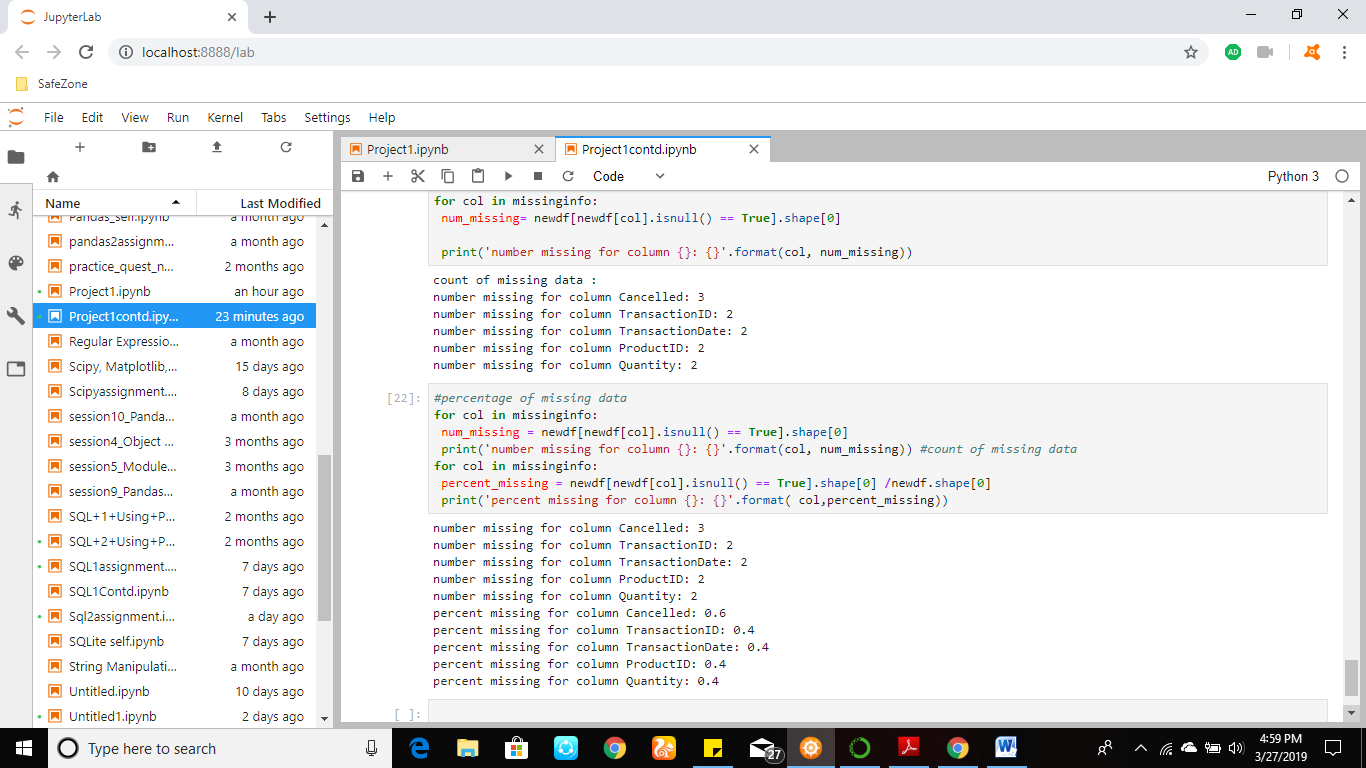 JupyterLab
localhost:8888/lab
AD
SafeZone
File Edit View Run Kernel Tabs Settings Help
Name Last Modified
Pandas_self.ipynb a month ago
pandas2assignm... a month ago
practice_quest_n... 2 months ago
Project1.ipynb an hour ago
Project1contd.ipy... 23 minutes ago
Regular Expressio... a month ago
Scipy, Matplotlib,... 15 days ago
Scipyassignment.... 8 days ago
session10_Panda... a month ago
session4_Object ... 3 months ago
session5_Module... 3 months ago
session9_Pandas... a month ago
SQL+1+Using+P... 2 months ago
SQL+2+Using+P... 2 months ago
SQL1assignment.... 7 days ago
SQL1Contd.ipynb 7 days ago
Sql2assignment.i... a day ago
SQLite self.ipynb 7 days ago
String Manipulati... a month ago
Untitled.ipynb 10 days ago
Untitled1.ipynb 2 days ago
Project1.ipynb Project1contd.ipynb
Code Python 3
for col in missinginfo:
num_missing= newdf[newdf[col].isnull() == True].shape[0]
print('number missing for column {}: {}'.format(col, num_missing))
count of missing data :
number missing for column Cancelled: 3
number missing for column TransactionID: 2
number missing for column TransactionDate: 2
number missing for column ProductID: 2
number missing for column Quantity: 2
[22]: #percentage of missing data
for col in missinginfo:
num_missing = newdf[newdf[col].isnull() == True].shape[0]
print('number missing for column {}: {}'.format(col, num_missing)) #count of missing data
for col in missinginfo:
percent_missing = newdf[newdf[col].isnull() == True].shape[0] /newdf.shape[0]
print('percent missing for column {}: {}'.format( col,percent_missing))
number missing for column Cancelled: 3
number missing for column TransactionID: 2
number missing for column TransactionDate: 2
number missing for column ProductID: 2
number missing for column Quantity: 2
percent missing for column Cancelled: 0.6
percent missing for column TransactionID: 0.4
percent missing for column TransactionDate: 0.4
percent missing for column ProductID: 0.4
percent missing for column Quantity: 0.4
[ ]:
Type here to search
27
4:59 PM
3/27/2019